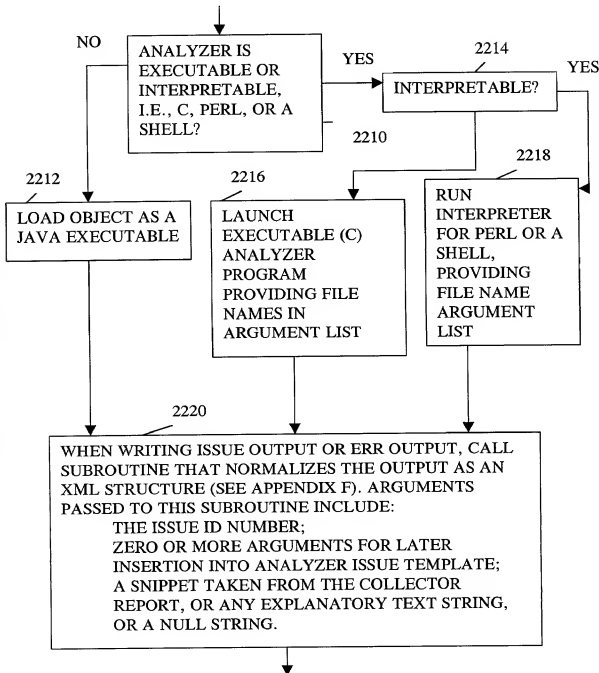 NO
ANALYZER IS
EXECUTABLE OR
INTERPRETABLE,
I.E., C, PERL, OR A
SHELL?
YES
2210
2214
INTERPRETABLE?
YES
2212
LOAD OBJECT AS A
JAVA EXECUTABLE
2216
LAUNCH
EXECUTABLE (C)
ANALYZER
PROGRAM
PROVIDING FILE
NAMES IN
ARGUMENT LIST
2218
RUN
INTERPRETER
FOR PERL OR A
SHELL,
PROVIDING
FILE NAME
ARGUMENT
LIST
2220
WHEN WRITING ISSUE OUTPUT OR ERR OUTPUT, CALL
SUBROUTINE THAT NORMALIZES THE OUTPUT AS AN
XML STRUCTURE (SEE APPENDIX F). ARGUMENTS
PASSED TO THIS SUBROUTINE INCLUDE:
THE ISSUE ID NUMBER;
ZERO OR MORE ARGUMENTS FOR LATER
INSERTION INTO ANALYZER ISSUE TEMPLATE;
A SNIPPET TAKEN FROM THE COLLECTOR
REPORT, OR ANY EXPLANATORY TEXT STRING,
OR A NULL STRING.